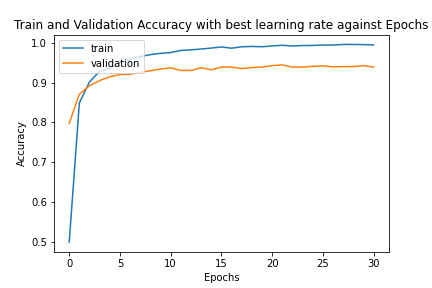 Train and Validation Accuracy with best learning rate against Epochs
train
validation
1.0
0.9
0.8
0.7
0.6
0.5
Accuracy
0 5 10 15 20 25 30
Epochs